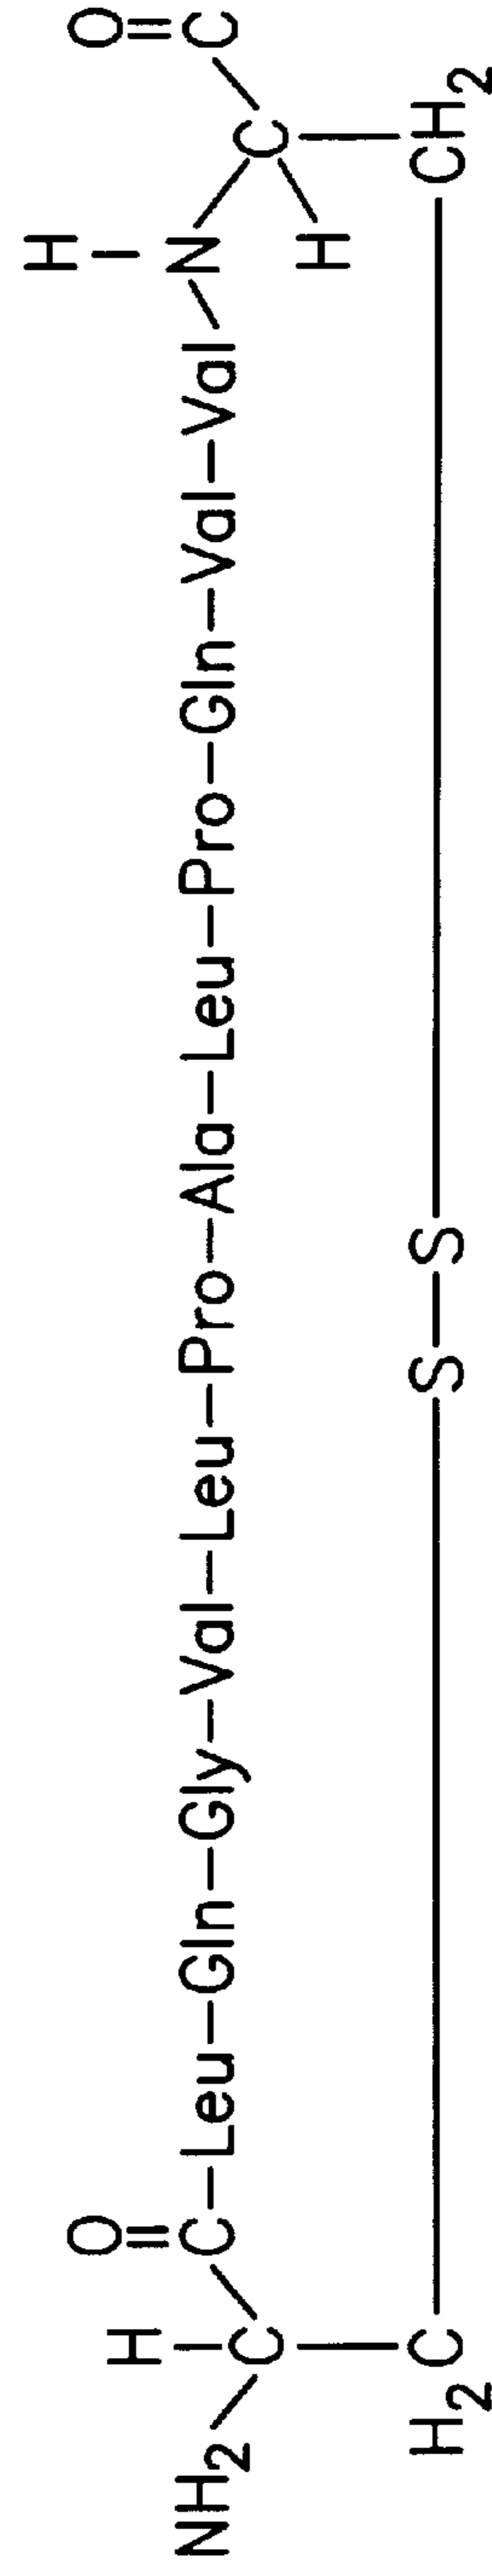 O O
H H
NH2 C C Leu-Gln-Gly-Val-Leu-Pro-Ala-Leu-Pro-Gln-Val-Val N C C
H
H2C S-S CH2